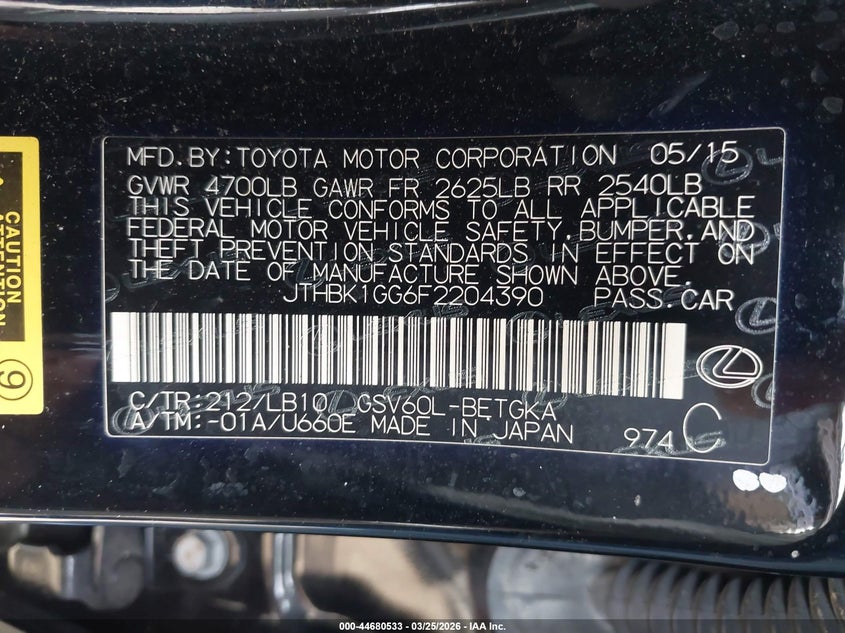 MFD.BY:TOYOTA MOTOR CORPORATION 05/15
GVWR 4700LB GAWR FR 2625LB RR 2540LB
THIS VEHICLE CONFORMS TO ALL APPLICABLE
FEDERAL MOTOR VEHICLE SAFETY,BUMPER,AND
THEFT PREVENTION STANDARDS IN EFFECT ON
THE DATE OF MANUFACTURE SHOWN ABOVE.
JTHBK1GG6F2204390 PASS.CAR
C/TR:212/LB10 GSV60L-BETGKA
A/TM:-01A/U660E MADE IN JAPAN 974 C
CAUTION
ATTENTION
9
000-44680533 - 03/25/2026 - IAA Inc.